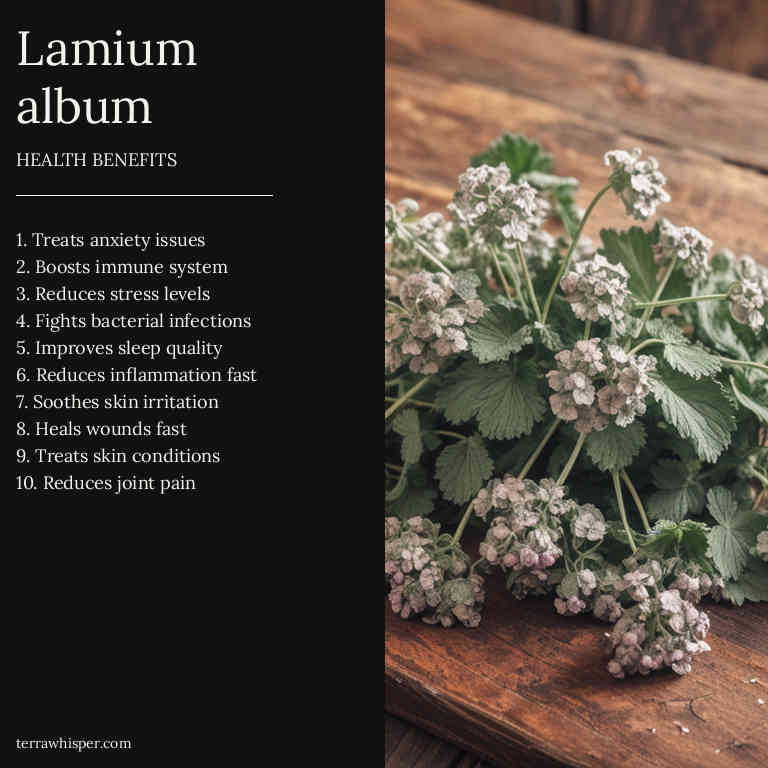 Lamium
album
HEALTH BENEFITS
1. Treats anxiety issues
2. Boosts immune system
3. Reduces stress levels
4. Fights bacterial infections
5. Improves sleep quality
6. Reduces inflammation fast
7. Soothes skin irritation
8. Heals wounds fast
9. Treats skin conditions
10. Reduces joint pain
terrawhisper.com